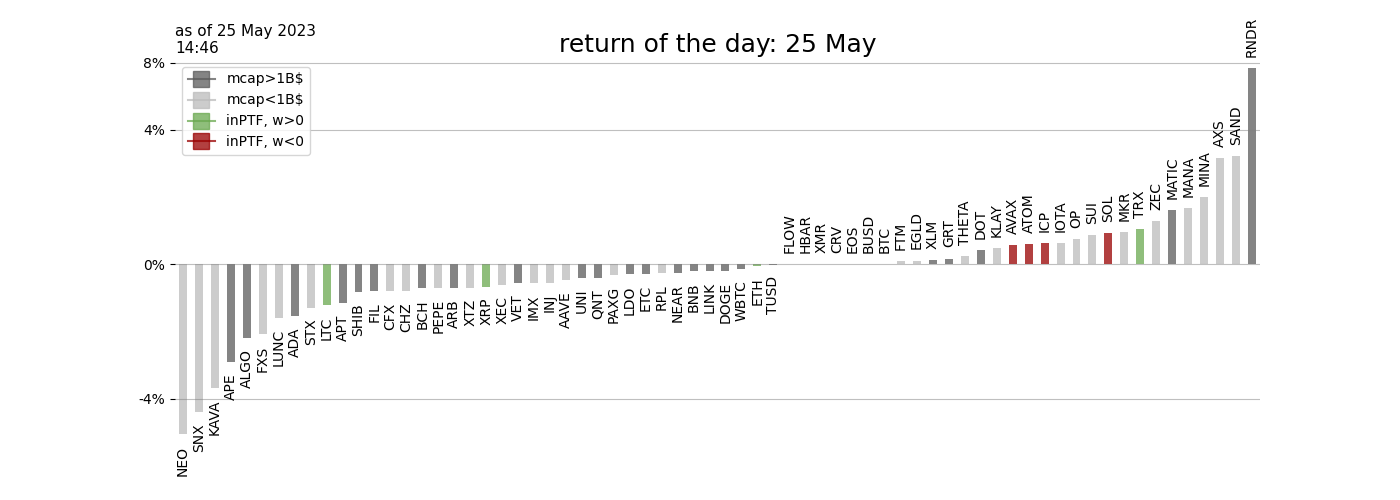 as of 25 May 2023
14:46
return of the day: 25 May
RNDR
8%
4%
0%
-4%
mcap>1B$
mcap<1B$
inPTF, w>0
inPTF, w<0
NEO
SNX
KAVA
APE
ALGO
FXS
LUNC
ADA
STX
LTC
APT
SHIB
FIL
CFX
CHZ
BCH
PEPE
ARB
XTZ
XRP
XEC
VET
IMX
INJ
AAVE
UNI
QNT
PAXG
LDO
ETC
RPL
NEAR
BNB
LINK
DOGE
WBTC
ETH
TUSD
FLOW
HBAR
XMR
CRV
EOS
BUSD
BTC
FTM
EGLD
XLM
GRT
THETA
DOT
KLAY
AVAX
ATOM
ICP
IOTA
OP
SUI
SOL
MKR
TRX
ZEC
MATIC
MANA
MINA
AXS
SAND